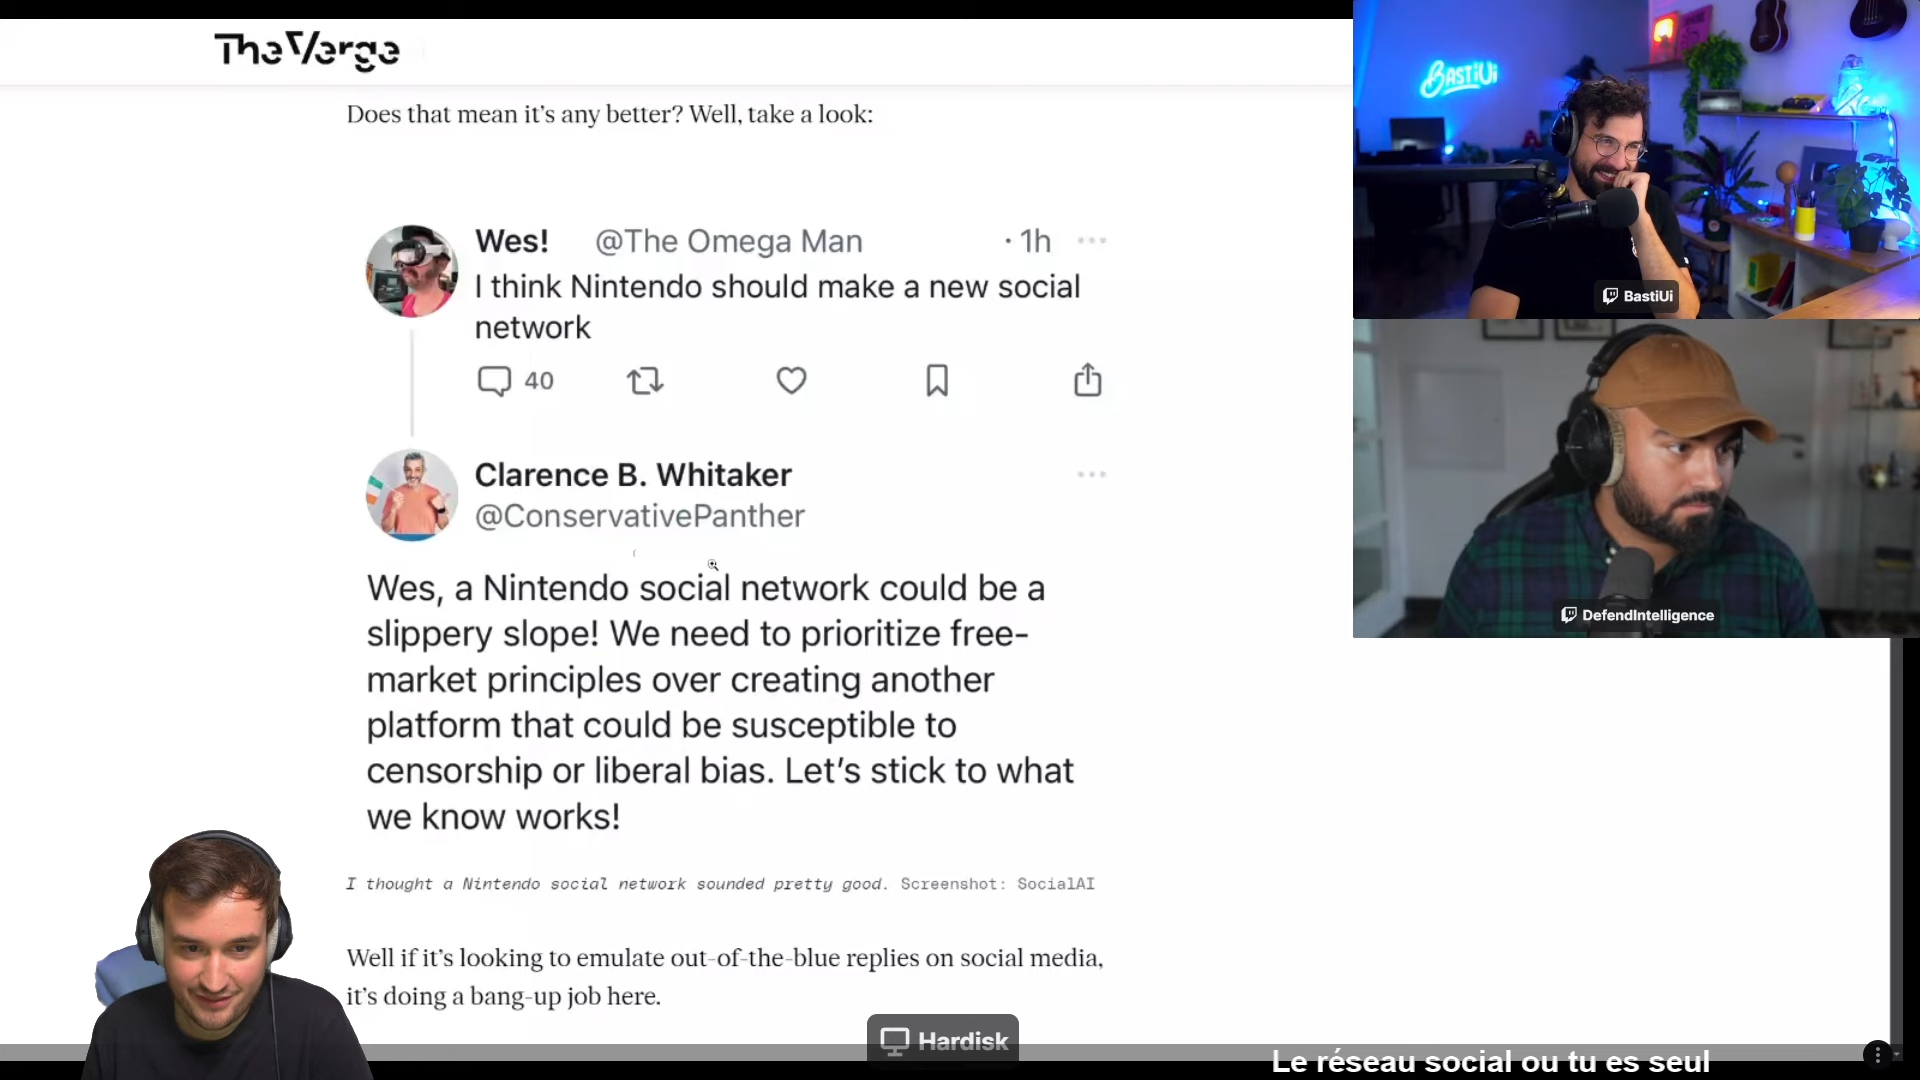 The Verge
Does that mean it's any better? Well, take a look:
Wes! @The Omega Man · 1h
I think Nintendo should make a new social
network
40
Clarence B. Whitaker
@ConservativePanther
Wes, a Nintendo social network could be a
slippery slope! We need to prioritize free-
market principles over creating another
platform that could be susceptible to
censorship or liberal bias. Let's stick to what
we know works!
I thought a Nintendo social network sounded pretty good. Screenshot: SocialAI
Well if it's looking to emulate out-of-the-blue replies on social media,
it's doing a bang-up job here.
BASTIUI
BastiUi
DefendIntelligence
Hardisk
Le réseau social ou tu es seul